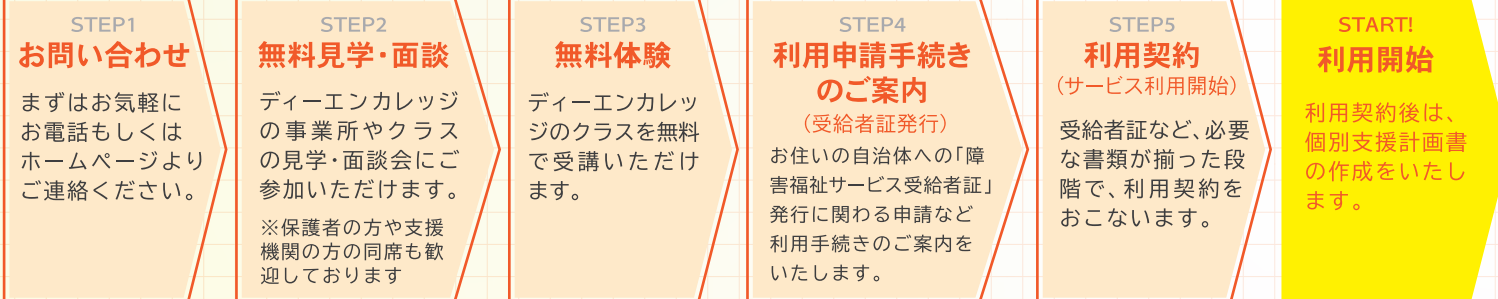 STEP1
お問い合わせ
まずはお気軽に
お電話もしくは
ホームページより
ご連絡ください。
STEP2
無料見学・面談
ディーエンカレッジ
の事業所やクラス
の見学・面談会にご
参加いただけます。
※保護者の方や支援
機関の方の同席も歓
迎しております
STEP3
無料体験
ディーエンカレッ
ジのクラスを無料
で受講いただけ
ます。
STEP4
利用申請手続き
のご案内
（受給者証発行）
お住いの自治体への「障
害福祉サービス受給者証」
発行に関わる申請など
利用手続きのご案内を
いたします。
STEP5
利用契約
（サービス利用開始）
受給者証など、必要
な書類が揃った段
階で、利用契約を
おこないます。
START!
利用開始
利用契約後は、
個別支援計画書
の作成をいたし
ます。